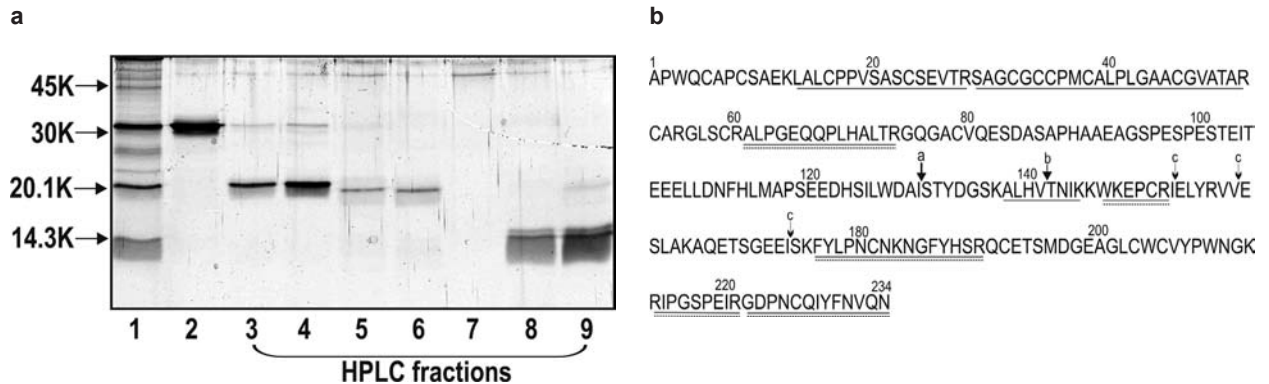 a
45K
30K
20.1K
14.3K
1 2 3 4 5 6 7 8 9
HPLC fractions
b
1 20 40
APWQCAPCSAEKLALCPPVSASCSEVTRSAGCGCCPMCALPLGAACGVATAR
60 80 100
CARGLSCRALPGEQQPLHALTRGQGACVQESDASAPHAAEAGSPESPESTEIT
120 a 140 b c c
EEELLDNFHLMAPSEEDHSILWDAISTYDGSKALHVTNIKKWKEPCRIELYRVVE
c 180 200
SLAKAQETSGEEISKFYLPNCNKNGFYHSRQCETSMDGEAGLCWCVYPWNGK
220 234
RIPGSPEIRGDPNCQIYFNVQN